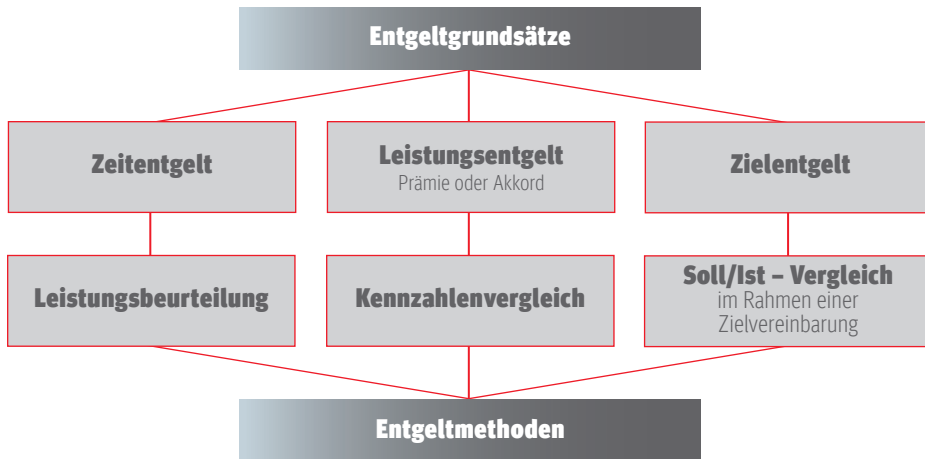 Entgeltgrundsätze
Zeitentgelt
Leistungsentgelt
Prämie oder Akkord
Zielentgelt
Leistungsbeurteilung
Kennzahlenvergleich
Soll/Ist – Vergleich
im Rahmen einer
Zielvereinbarung
Entgeltmethoden